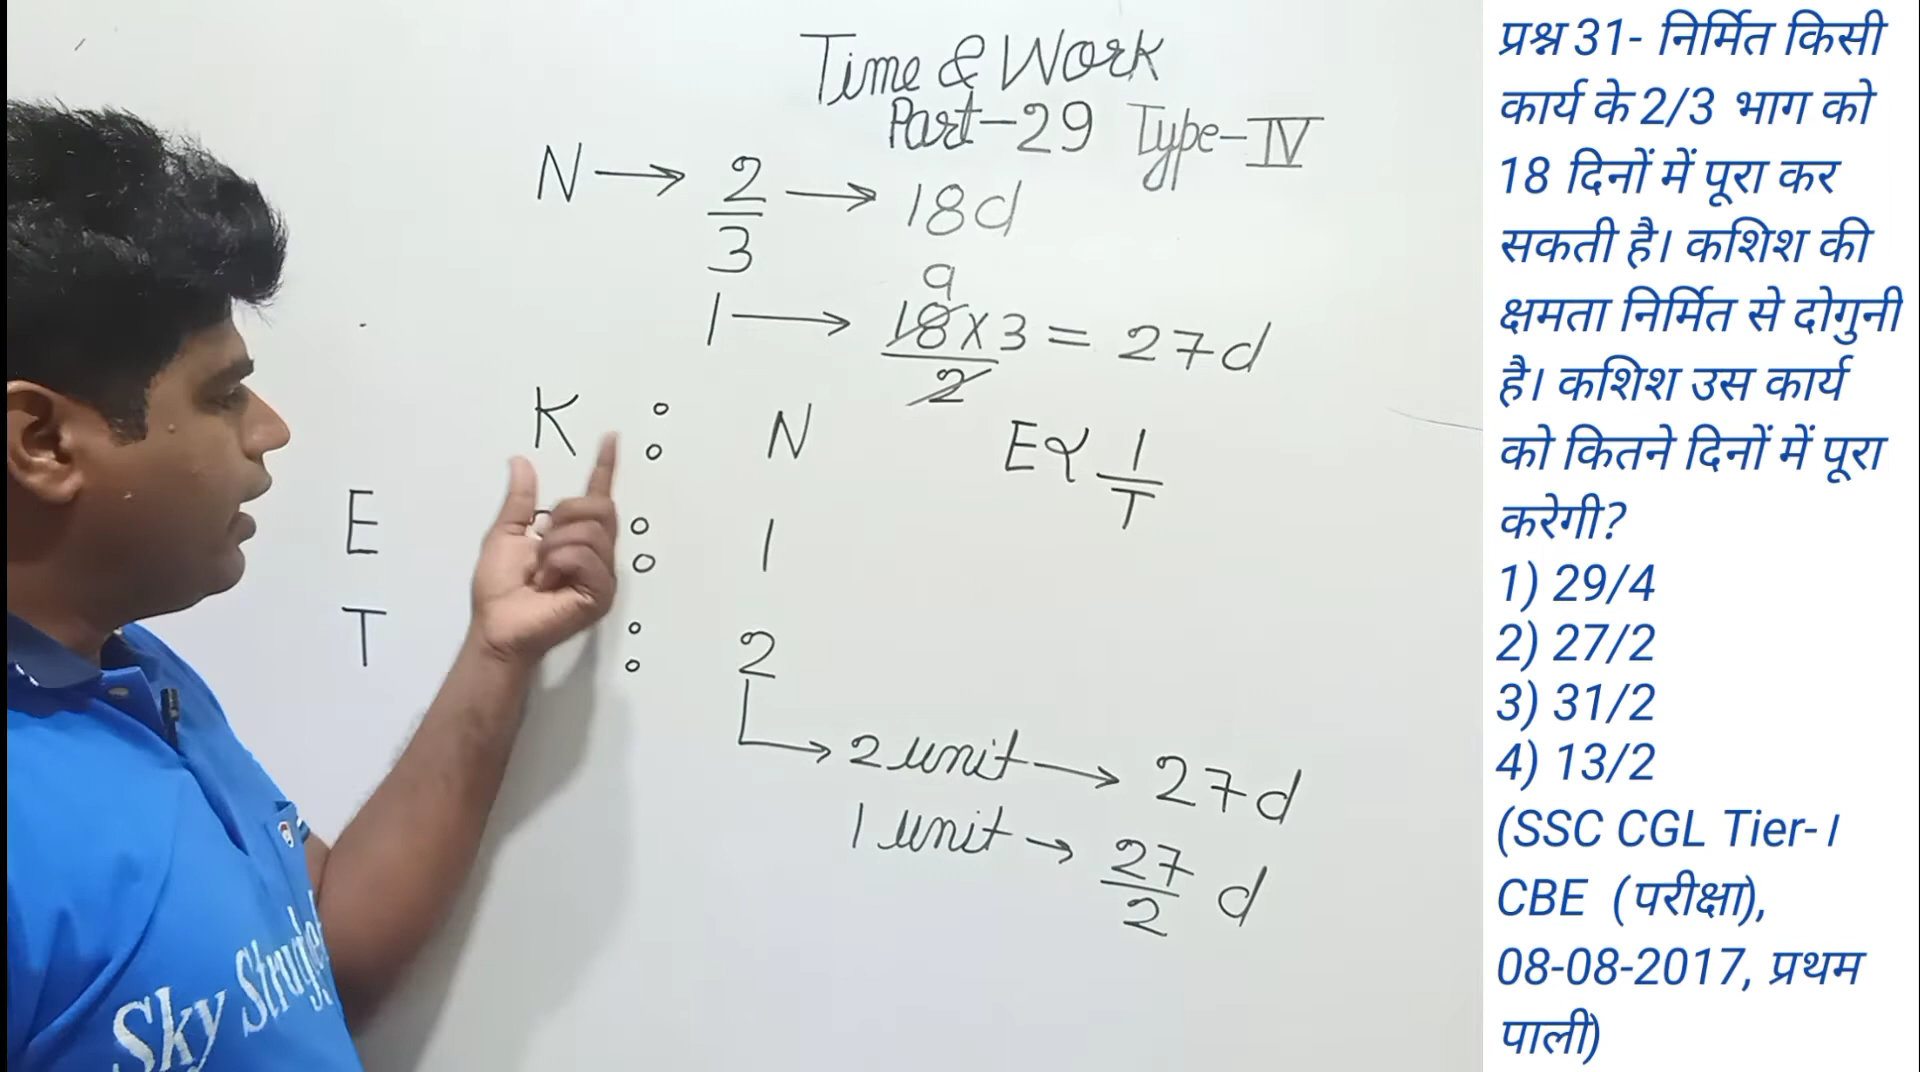 Time & Work
Part-29 Type-IV
N → 2/3 → 18d
1 → 18×3/2 = 27d
9
K : N
E ∝ 1/T
E : 1
T : 2
2 unit → 27d
1 unit → 27/2 d
Sky Struggle
प्रश्न 31- निर्मित किसी
कार्य के 2/3 भाग को
18 दिनों में पूरा कर
सकती है। कशिश की
क्षमता निर्मित से दोगुनी
है। कशिश उस कार्य
को कितने दिनों में पूरा
करेगी?
1) 29/4
2) 27/2
3) 31/2
4) 13/2
(SSC CGL Tier-I
CBE (परीक्षा),
08-08-2017, प्रथम
पाली)